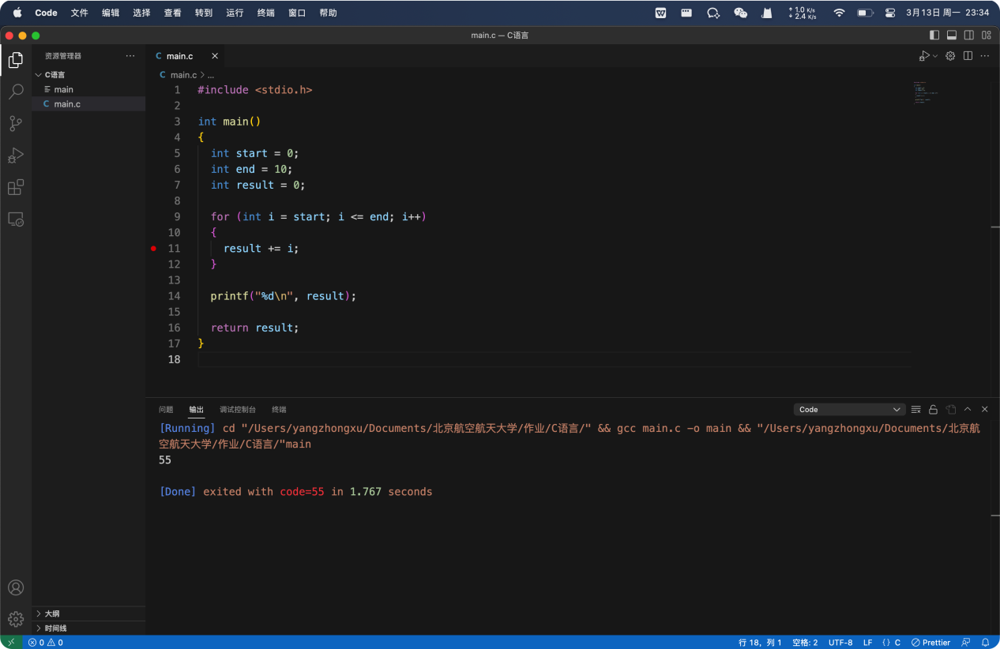 Code 文件 编辑 选择 查看 转到 运行 终端 窗口 帮助 1.0 K/s 2.4 K/s 3月13日 周一 23:34
main.c — C语言
资源管理器 ···
C语言
main
C main.c
大纲
时间线
C main.c ×
C main.c > ...
1 #include <stdio.h>
2
3 int main()
4 {
5   int start = 0;
6   int end = 10;
7   int result = 0;
8
9   for (int i = start; i <= end; i++)
10   {
11     result += i;
12   }
13
14   printf("%d\n", result);
15
16   return result;
17 }
18
问题 输出 调试控制台 终端 Code
[Running] cd "/Users/yangzhongxu/Documents/北京航空航天大学/作业/C语言/" && gcc main.c -o main && "/Users/yangzhongxu/Documents/北京航
空航天大学/作业/C语言/"main
55
[Done] exited with code=55 in 1.767 seconds
0 0 行 18，列 1 空格: 2 UTF-8 LF {} C Prettier